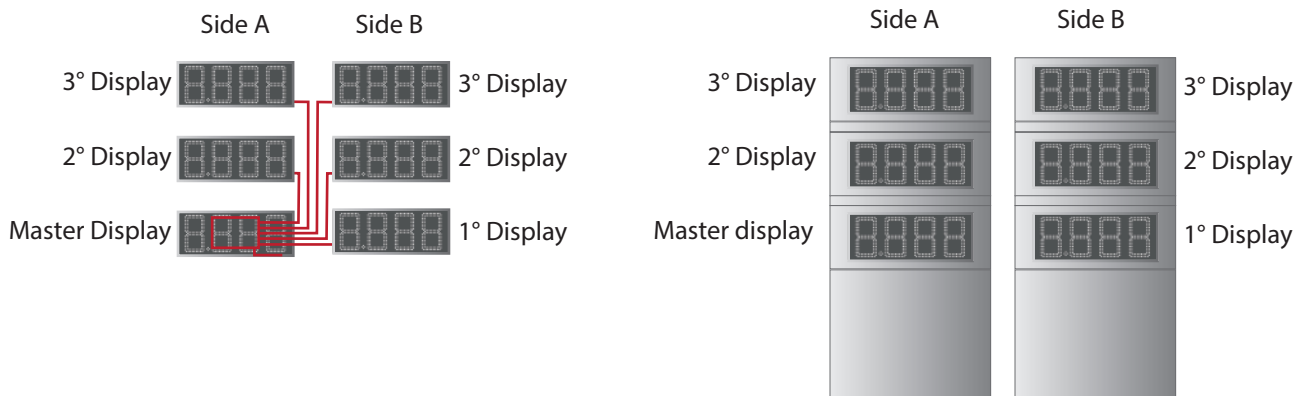 Side A Side B
3° Display 3° Display
2° Display 2° Display
Master Display 1° Display
Side A Side B
3° Display 3° Display
2° Display 2° Display
Master display 1° Display